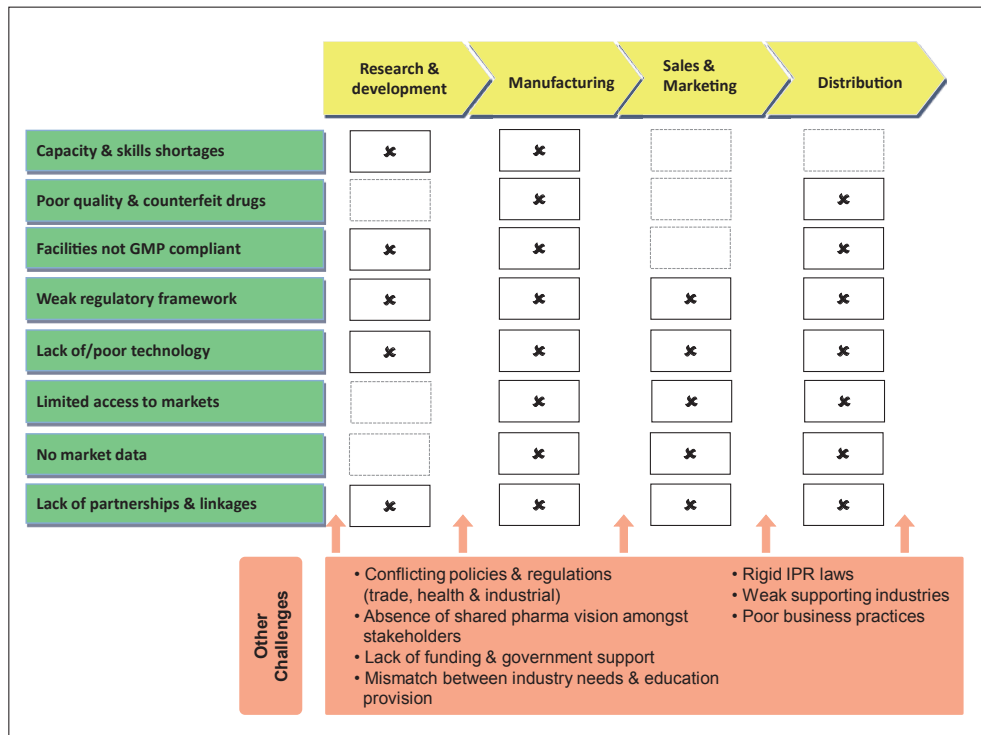 Research &
development
Manufacturing
Sales &
Marketing
Distribution
Capacity & skills shortages
✖ ✖
Poor quality & counterfeit drugs
✖ ✖
Facilities not GMP compliant
✖ ✖ ✖
Weak regulatory framework
✖ ✖ ✖ ✖
Lack of/poor technology
✖ ✖ ✖ ✖
Limited access to markets
✖ ✖ ✖
No market data
✖ ✖ ✖
Lack of partnerships & linkages
✖ ✖ ✖ ✖
Other
Challenges
• Conflicting policies & regulations
(trade, health & industrial)
• Absence of shared pharma vision amongst
stakeholders
• Lack of funding & government support
• Mismatch between industry needs & education
provision
• Rigid IPR laws
• Weak supporting industries
• Poor business practices